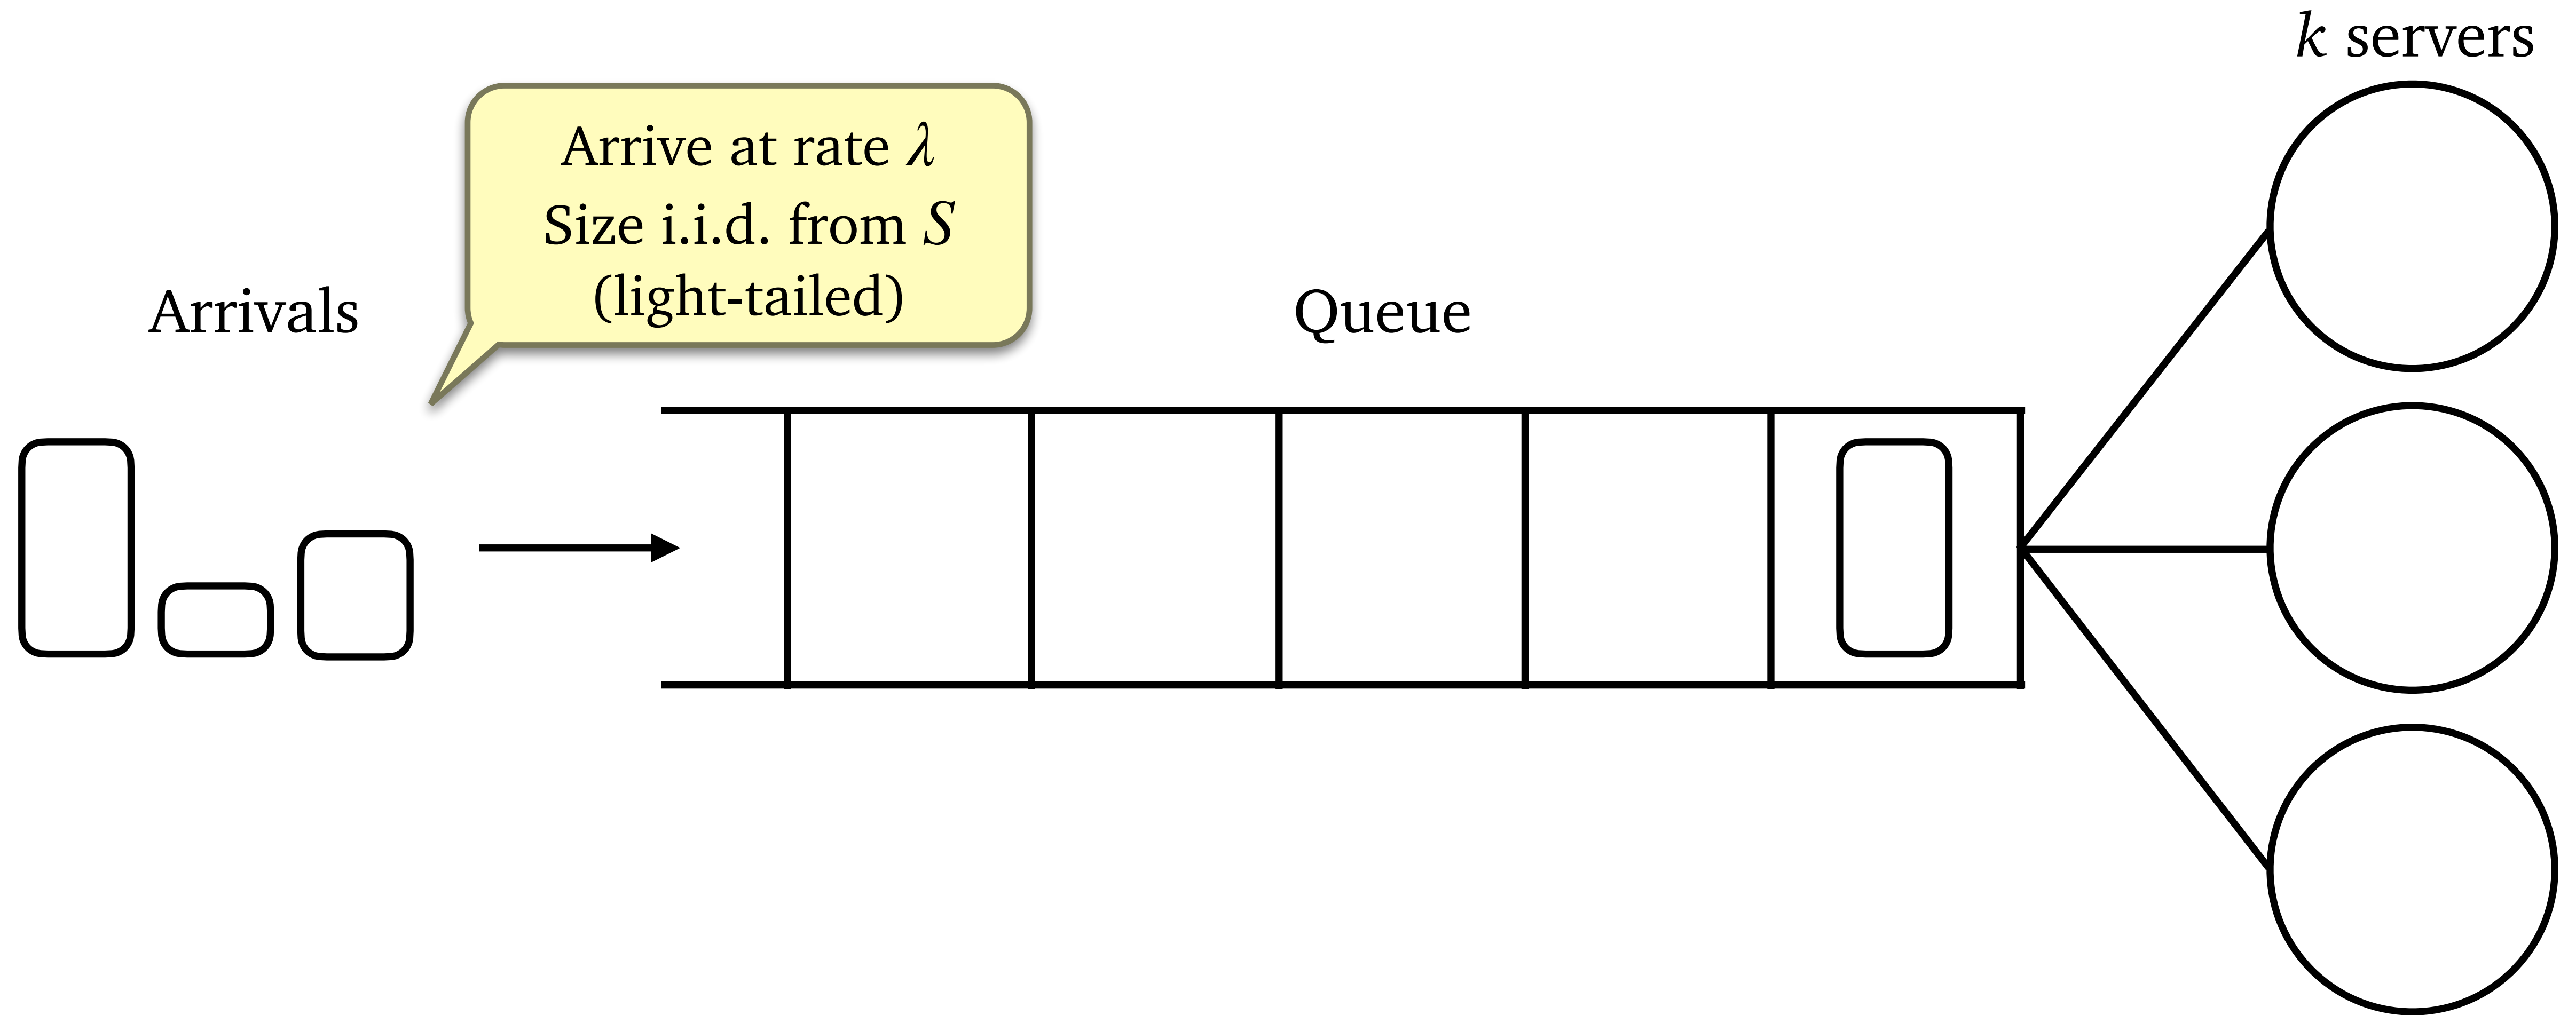 k servers
Arrive at rate λ
Size i.i.d. from S
(light-tailed)
Arrivals
Queue